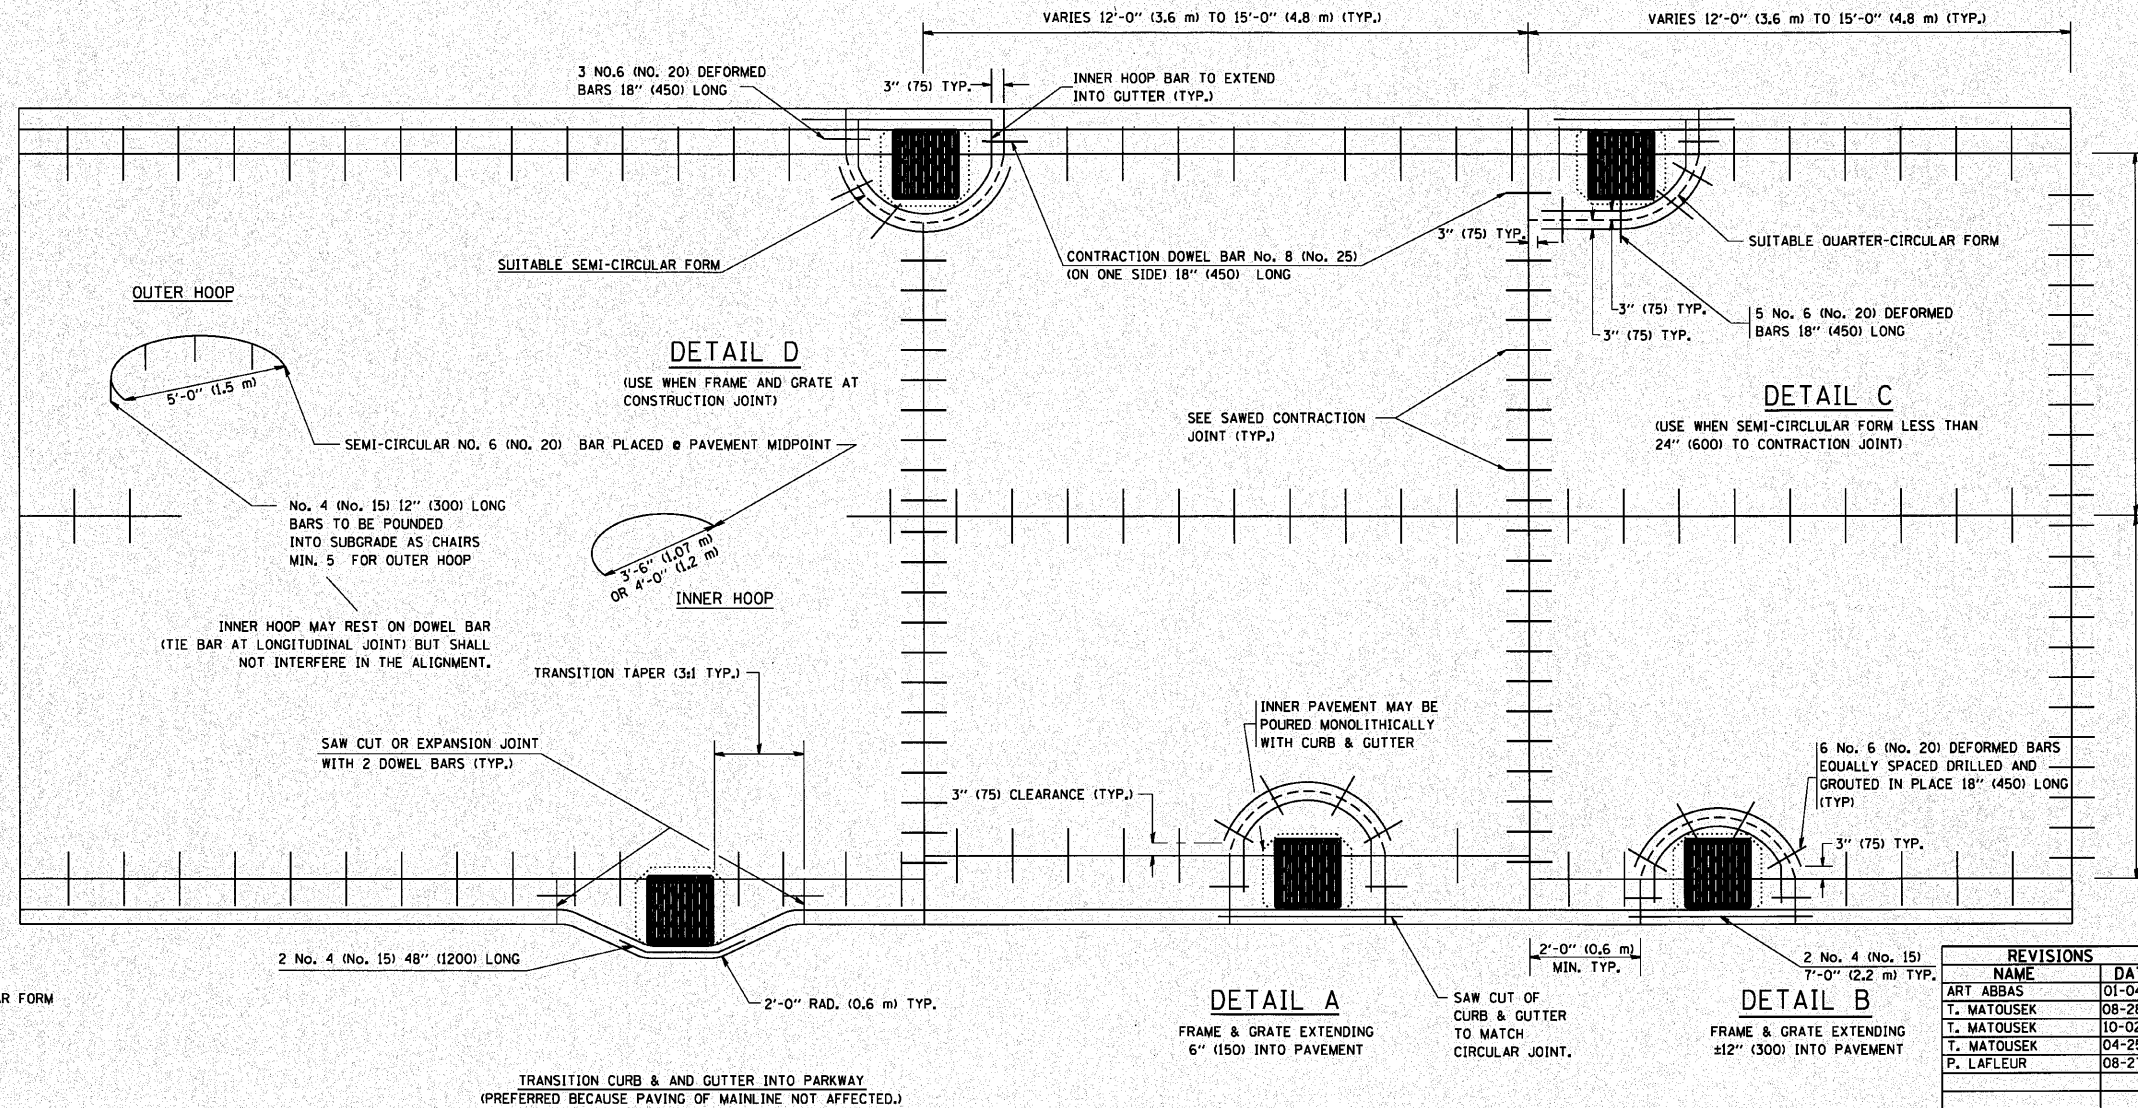 VARIES 12'-0" (3.6 m) TO 15'-0" (4.8 m) (TYP.)
VARIES 12'-0" (3.6 m) TO 15'-0" (4.8 m) (TYP.)
3 NO.6 (NO. 20) DEFORMED
BARS 18" (450) LONG
3" (75) TYP.
INNER HOOP BAR TO EXTEND
INTO GUTTER (TYP.)
SUITABLE SEMI-CIRCULAR FORM
CONTRACTION DOWEL BAR No. 8 (No. 25)
(ON ONE SIDE) 18" (450) LONG
3" (75) TYP.
SUITABLE QUARTER-CIRCULAR FORM
3" (75) TYP.
3" (75) TYP.
5 No. 6 (No. 20) DEFORMED
BARS 18" (450) LONG
OUTER HOOP
5'-0" (1.5 m)
DETAIL D
(USE WHEN FRAME AND GRATE AT
CONSTRUCTION JOINT)
SEMI-CIRCULAR NO. 6 (NO. 20) BAR PLACED @ PAVEMENT MIDPOINT
SEE SAWED CONTRACTION
JOINT (TYP.)
DETAIL C
(USE WHEN SEMI-CIRCLULAR FORM LESS THAN
24" (600) TO CONTRACTION JOINT)
No. 4 (No. 15) 12" (300) LONG
BARS TO BE POUNDED
INTO SUBGRADE AS CHAIRS
MIN. 5 FOR OUTER HOOP
3'-6" (1.07 m)
OR 4'-0" (1.2 m)
INNER HOOP
INNER HOOP MAY REST ON DOWEL BAR
(TIE BAR AT LONGITUDINAL JOINT) BUT SHALL
NOT INTERFERE IN THE ALIGNMENT.
TRANSITION TAPER (3:1 TYP.)
SAW CUT OR EXPANSION JOINT
WITH 2 DOWEL BARS (TYP.)
INNER PAVEMENT MAY BE
POURED MONOLITHICALLY
WITH CURB & GUTTER
3" (75) CLEARANCE (TYP.)
6 No. 6 (No. 20) DEFORMED BARS
EQUALLY SPACED DRILLED AND
GROUTED IN PLACE 18" (450) LONG
(TYP)
3" (75) TYP.
2 No. 4 (No. 15) 48" (1200) LONG
2'-0" RAD. (0.6 m) TYP.
2'-0" (0.6 m)
MIN. TYP.
2 No. 4 (No. 15)
7'-0" (2.2 m) TYP.
AR FORM
DETAIL A
FRAME & GRATE EXTENDING
6" (150) INTO PAVEMENT
SAW CUT OF
CURB & GUTTER
TO MATCH
CIRCULAR JOINT.
DETAIL B
FRAME & GRATE EXTENDING
±12" (300) INTO PAVEMENT
TRANSITION CURB & AND GUTTER INTO PARKWAY
(PREFERRED BECAUSE PAVING OF MAINLINE NOT AFFECTED.)
REVISIONS
NAME DA
ART ABBAS 01-04
T. MATOUSEK 08-28
T. MATOUSEK 10-02
T. MATOUSEK 04-25
P. LAFLEUR 08-2